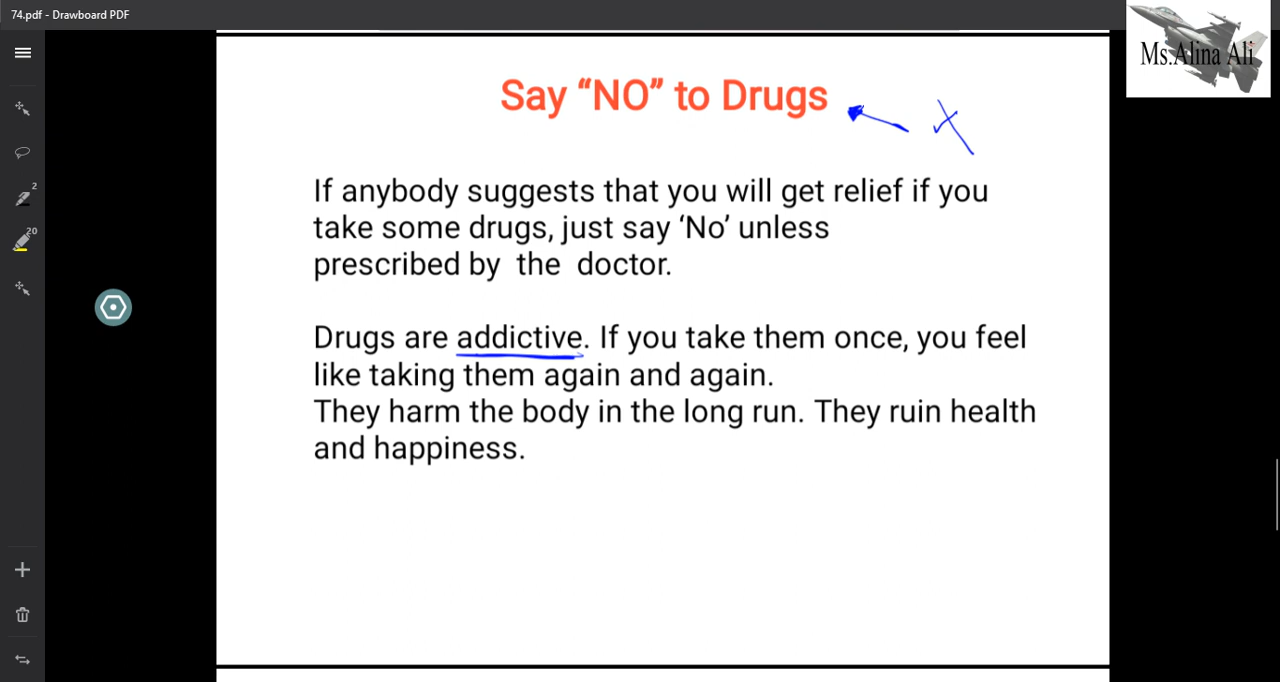 74.pdf - Drawboard PDF
Ms.Alina Ali
Say “NO” to Drugs
2
20
If anybody suggests that you will get relief if you
take some drugs, just say ‘No’ unless
prescribed by the doctor.
Drugs are addictive. If you take them once, you feel
like taking them again and again.
They harm the body in the long run. They ruin health
and happiness.